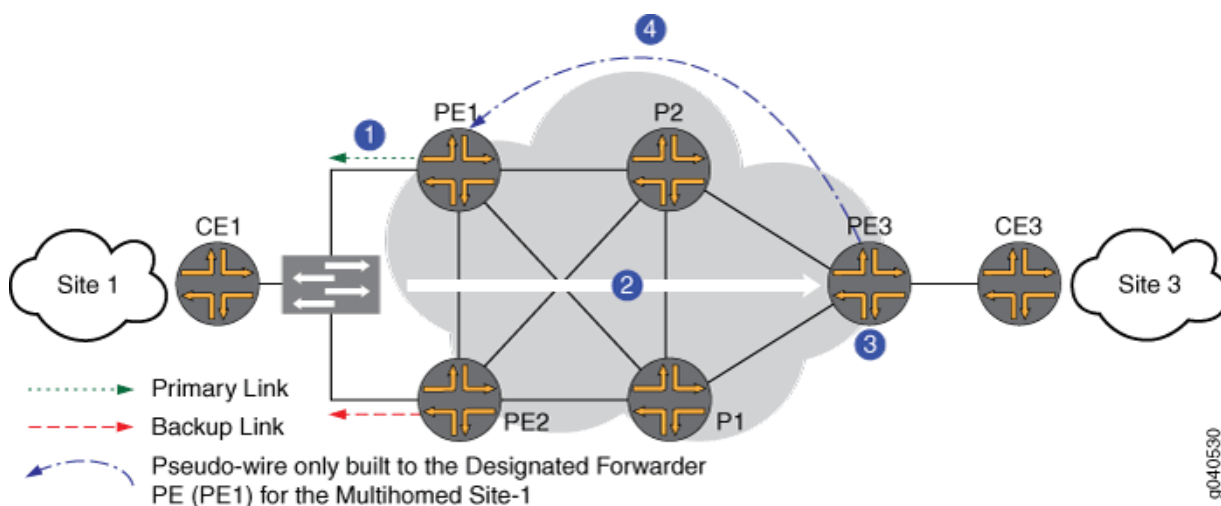 4
PE1
P2
1
CE1
PE3
CE3
Site 1
2
Site 3
3
Primary Link
Backup Link
PE2
P1
Pseudo-wire only built to the Designated Forwarder
PE (PE1) for the Multihomed Site-1
g040530